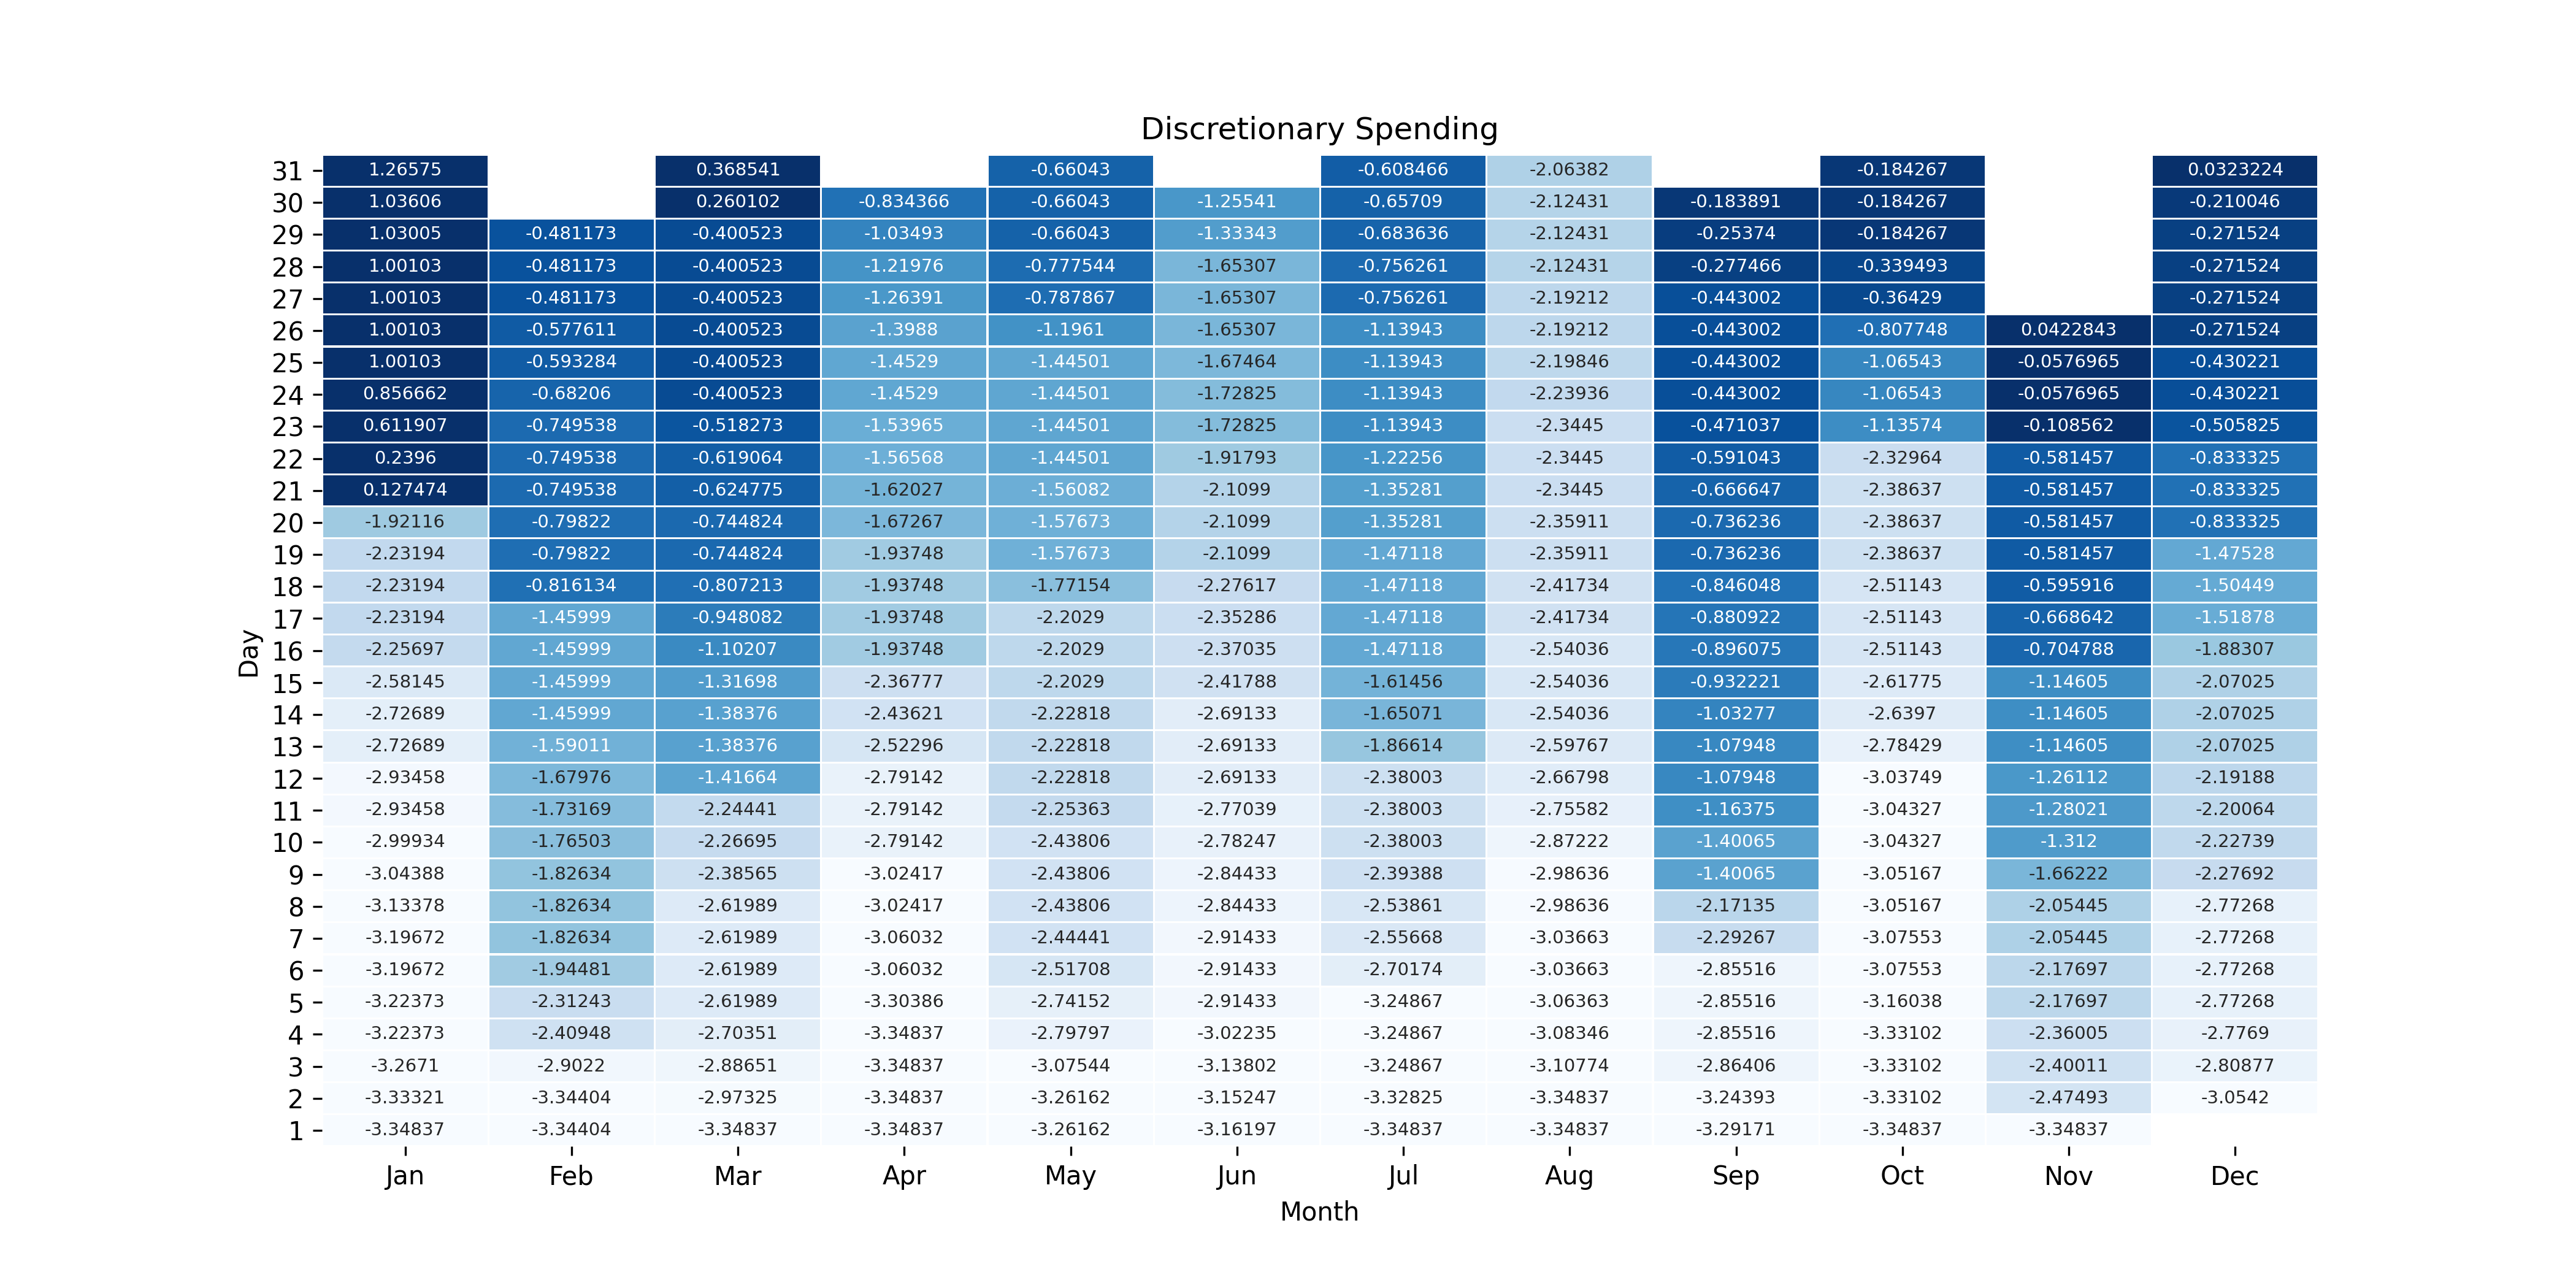 Discretionary Spending
31 1.26575 0.368541 -0.66043 -0.608466 -2.06382 -0.184267 0.0323224
30 1.03606 0.260102 -0.834366 -0.66043 -1.25541 -0.65709 -2.12431 -0.183891 -0.184267 -0.210046
29 1.03005 -0.481173 -0.400523 -1.03493 -0.66043 -1.33343 -0.683636 -2.12431 -0.25374 -0.184267 -0.271524
28 1.00103 -0.481173 -0.400523 -1.21976 -0.777544 -1.65307 -0.756261 -2.12431 -0.277466 -0.339493 -0.271524
27 1.00103 -0.481173 -0.400523 -1.26391 -0.787867 -1.65307 -0.756261 -2.19212 -0.443002 -0.36429 -0.271524
26 1.00103 -0.577611 -0.400523 -1.3988 -1.1961 -1.65307 -1.13943 -2.19212 -0.443002 -0.807748 0.0422843 -0.271524
25 1.00103 -0.593284 -0.400523 -1.4529 -1.44501 -1.67464 -1.13943 -2.19846 -0.443002 -1.06543 -0.0576965 -0.430221
24 0.856662 -0.68206 -0.400523 -1.4529 -1.44501 -1.72825 -1.13943 -2.23936 -0.443002 -1.06543 -0.0576965 -0.430221
23 0.611907 -0.749538 -0.518273 -1.53965 -1.44501 -1.72825 -1.13943 -2.3445 -0.471037 -1.13574 -0.108562 -0.505825
22 0.2396 -0.749538 -0.619064 -1.56568 -1.44501 -1.91793 -1.22256 -2.3445 -0.591043 -2.32964 -0.581457 -0.833325
21 0.127474 -0.749538 -0.624775 -1.62027 -1.56082 -2.1099 -1.35281 -2.3445 -0.666647 -2.38637 -0.581457 -0.833325
20 -1.92116 -0.79822 -0.744824 -1.67267 -1.57673 -2.1099 -1.35281 -2.35911 -0.736236 -2.38637 -0.581457 -0.833325
19 -2.23194 -0.79822 -0.744824 -1.93748 -1.57673 -2.1099 -1.47118 -2.35911 -0.736236 -2.38637 -0.581457 -1.47528
18 -2.23194 -0.816134 -0.807213 -1.93748 -1.77154 -2.27617 -1.47118 -2.41734 -0.846048 -2.51143 -0.595916 -1.50449
17 -2.23194 -1.45999 -0.948082 -1.93748 -2.2029 -2.35286 -1.47118 -2.41734 -0.880922 -2.51143 -0.668642 -1.51878
16 -2.25697 -1.45999 -1.10207 -1.93748 -2.2029 -2.37035 -1.47118 -2.54036 -0.896075 -2.51143 -0.704788 -1.88307
15 -2.58145 -1.45999 -1.31698 -2.36777 -2.2029 -2.41788 -1.61456 -2.54036 -0.932221 -2.61775 -1.14605 -2.07025
14 -2.72689 -1.45999 -1.38376 -2.43621 -2.22818 -2.69133 -1.65071 -2.54036 -1.03277 -2.6397 -1.14605 -2.07025
13 -2.72689 -1.59011 -1.38376 -2.52296 -2.22818 -2.69133 -1.86614 -2.59767 -1.07948 -2.78429 -1.14605 -2.07025
12 -2.93458 -1.67976 -1.41664 -2.79142 -2.22818 -2.69133 -2.38003 -2.66798 -1.07948 -3.03749 -1.26112 -2.19188
11 -2.93458 -1.73169 -2.24441 -2.79142 -2.25363 -2.77039 -2.38003 -2.75582 -1.16375 -3.04327 -1.28021 -2.20064
10 -2.99934 -1.76503 -2.26695 -2.79142 -2.43806 -2.78247 -2.38003 -2.87222 -1.40065 -3.04327 -1.312 -2.22739
9 -3.04388 -1.82634 -2.38565 -3.02417 -2.43806 -2.84433 -2.39388 -2.98636 -1.40065 -3.05167 -1.66222 -2.27692
8 -3.13378 -1.82634 -2.61989 -3.02417 -2.43806 -2.84433 -2.53861 -2.98636 -2.17135 -3.05167 -2.05445 -2.77268
7 -3.19672 -1.82634 -2.61989 -3.06032 -2.44441 -2.91433 -2.55668 -3.03663 -2.29267 -3.07553 -2.05445 -2.77268
6 -3.19672 -1.94481 -2.61989 -3.06032 -2.51708 -2.91433 -2.70174 -3.03663 -2.85516 -3.07553 -2.17697 -2.77268
5 -3.22373 -2.31243 -2.61989 -3.30386 -2.74152 -2.91433 -3.24867 -3.06363 -2.85516 -3.16038 -2.17697 -2.77268
4 -3.22373 -2.40948 -2.70351 -3.34837 -2.79797 -3.02235 -3.24867 -3.08346 -2.85516 -3.33102 -2.36005 -2.7769
3 -3.2671 -2.9022 -2.88651 -3.34837 -3.07544 -3.13802 -3.24867 -3.10774 -2.86406 -3.33102 -2.40011 -2.80877
2 -3.33321 -3.34404 -2.97325 -3.34837 -3.26162 -3.15247 -3.32825 -3.34837 -3.24393 -3.33102 -2.47493 -3.0542
1 -3.34837 -3.34404 -3.34837 -3.34837 -3.26162 -3.16197 -3.34837 -3.34837 -3.29171 -3.34837 -3.34837
Day
Jan Feb Mar Apr May Jun Jul Aug Sep Oct Nov Dec
Month